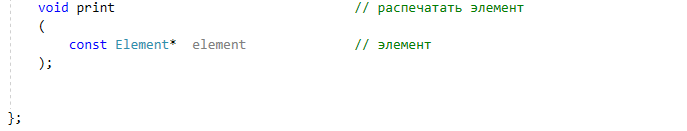 void print // распечатать элемент
(
const Element* element // элемент
);
};